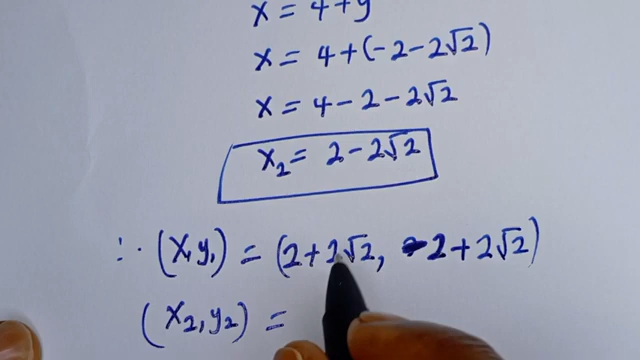 x = 4 + y
x = 4 + (-2 - 2√2)
x = 4 - 2 - 2√2
x₂ = 2 - 2√2
∴ (x, y₁) = (2 + 2√2, -2 + 2√2)
(x₂, y₂) =